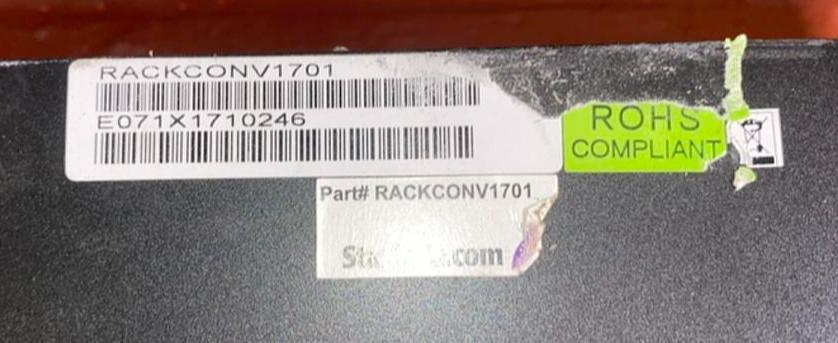 RACKCONV1701
E071X1710246
ROHS
COMPLIANT
Part# RACKCONV1701